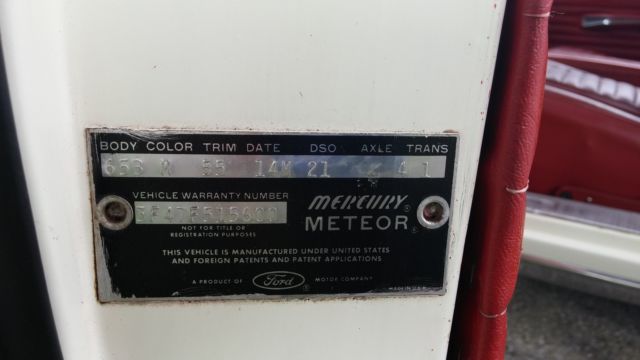 BODY COLOR TRIM DATE DSO AXLE TRANS
55 14M 21 4 1
VEHICLE WARRANTY NUMBER
MERCURY
METEOR
NOT FOR TITLE OR
REGISTRATION PURPOSES
THIS VEHICLE IS MANUFACTURED UNDER UNITED STATES
AND FOREIGN PATENTS AND PATENT APPLICATIONS
A PRODUCT OF Ford MOTOR COMPANY
MADE IN U.S.A.